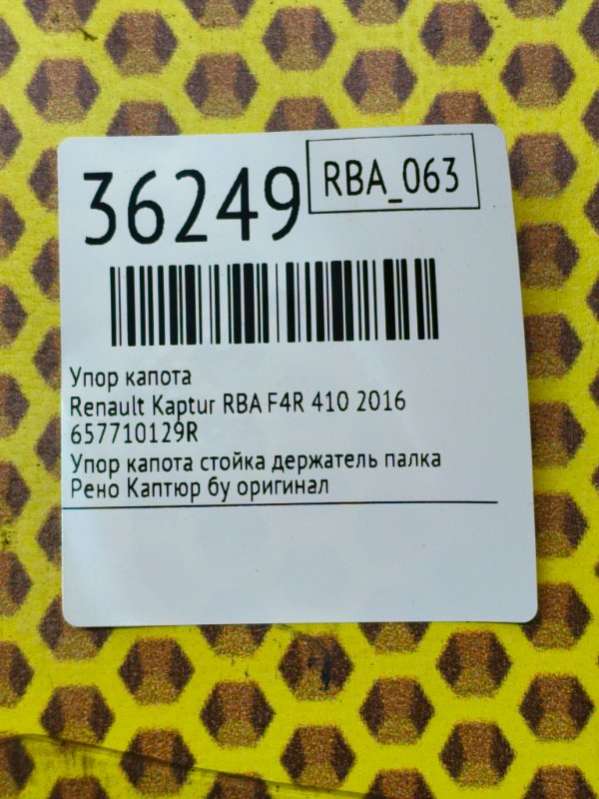 36249
RBA_063
Упор капота
Renault Kaptur RBA F4R 410 2016
657710129R
Упор капота стойка держатель палка
Рено Каптюр бу оригинал